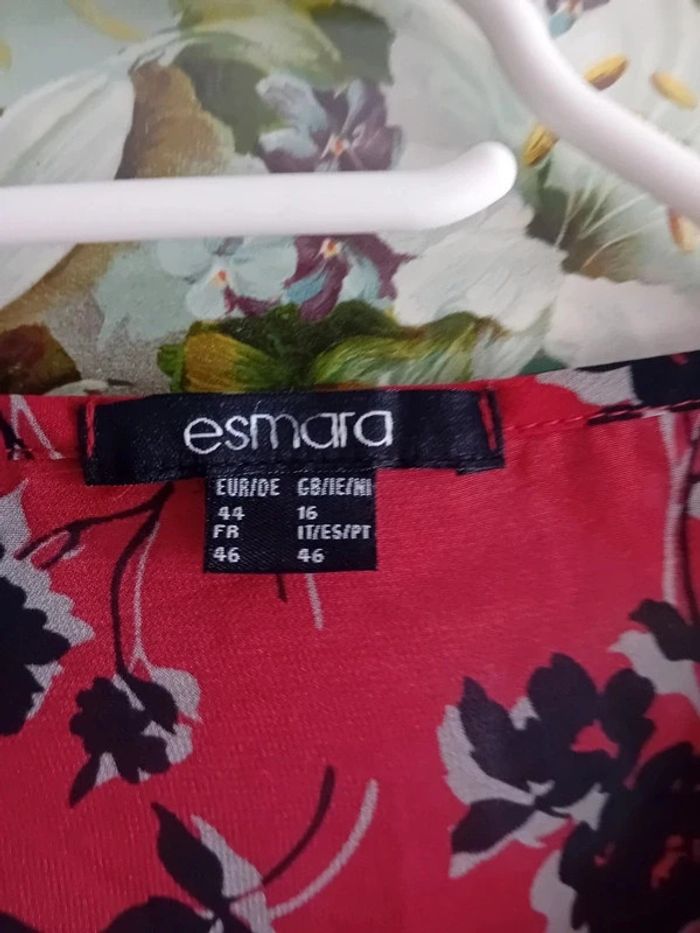 esmara
EUR/DE GB/IE/NI
44 16
FR IT/ES/PT
46 46